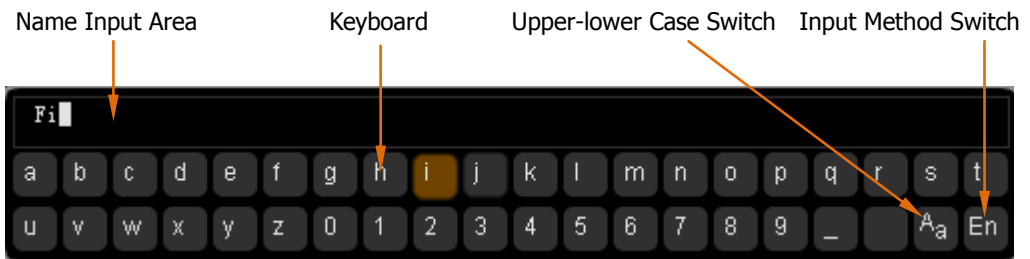 Name Input Area Keyboard Upper-lower Case Switch Input Method Switch
Fi
a b c d e f g h i j k l m n o p q r s t
u v w x y z 0 1 2 3 4 5 6 7 8 9 _ Aa En